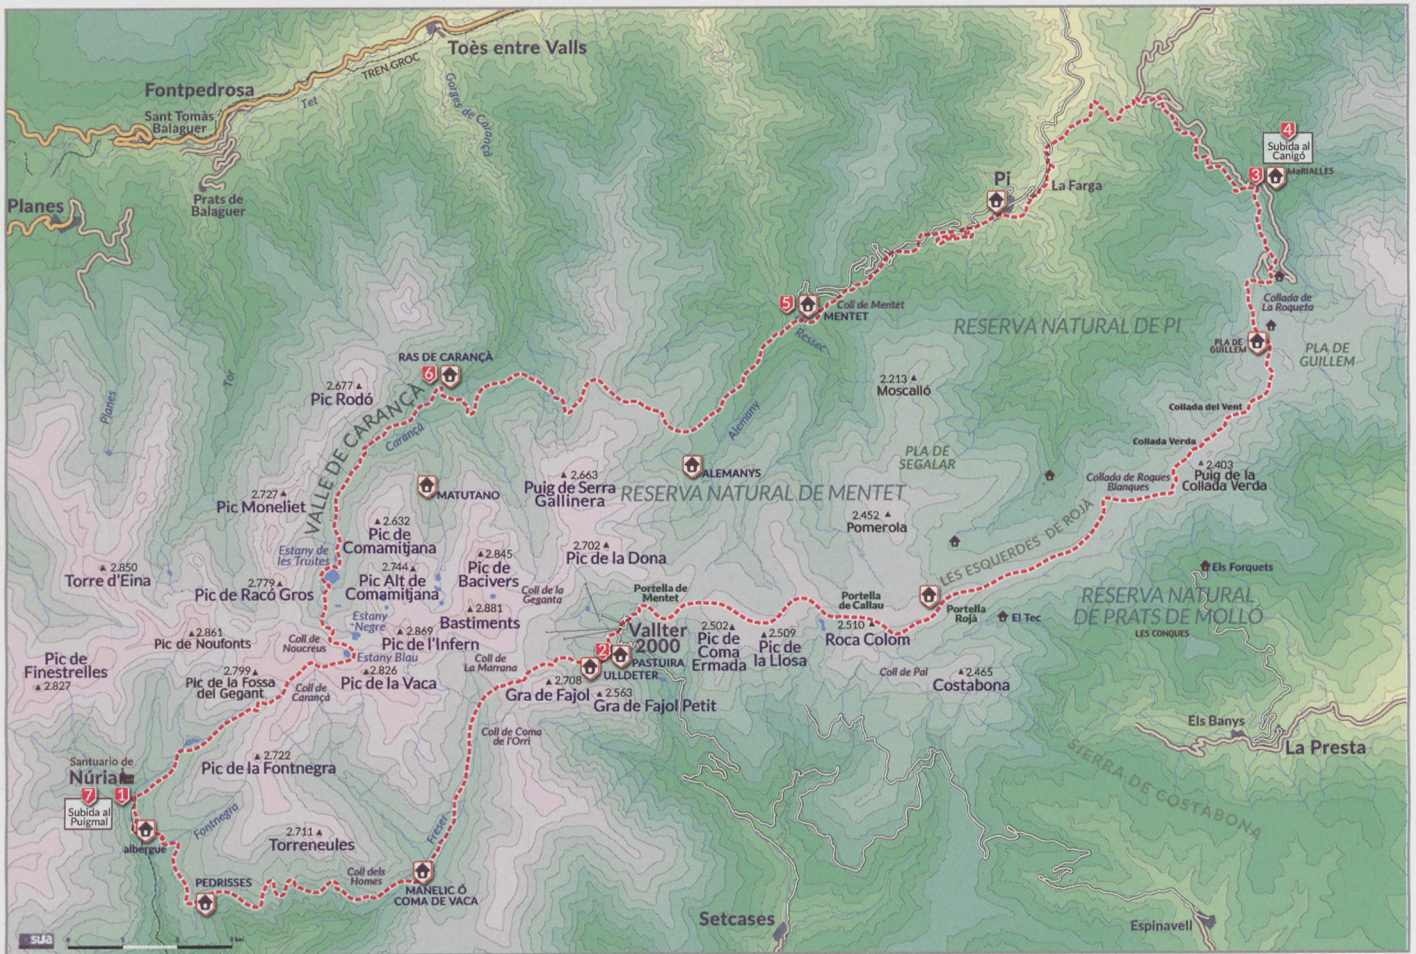 Toès entre Valls
TREN GROC
Fontpedrosa
Tet
Gorges de Calançà
Sant Tomàs
Balaguer
4
Subida al
Canigó
3
MaRIALLES
Prats de
Balaguer
Planes
Pi
La Farga
5
Coll de Mentet
MENTET
Ressec
Collada de
La Roqueta
RESERVA NATURAL DE PI
PLA DE
GUILLEM
PLA DE
GUILLEM
RAS DE CARANÇÀ
6
2.677
Pic Rodó
Tor
Planes
VALLE DE CARANÇÀ
Carançà
2.213
Moscalló
Alemany
Collada del Vent
Collada Verda
PLA DE
SEGALAR
ALEMANYS
2.403
Puig de la
Collada Verda
Collada de Roques
Blanques
MATUTANO
2.663
Puig de Serra
Gallinera
RESERVA NATURAL DE MENTET
2.727
Pic Moneliet
2.452
Pomerola
2.632
Pic de
Comamitjana
LES ESQUERDES DE ROJÀ
Estany de
les Truites
2.702
Pic de la Dona
2.845
Pic de
Bacivers
2.850
Torre d'Eina
2.744
Pic Alt de
Comamitjana
2.779
Pic de Racó Gros
Coll de la
Geganta
Portella de
Mentet
Portella
de Callau
Portella
Rojà
El Tec
Els Forquets
RESERVA NATURAL
DE PRATS DE MOLLÓ
LES CONQUES
Estany
Negre
2.881
Bastiments
2.861
Pic de Noufonts
Coll de
Noucreus
2.869
Pic de l'Infern
Vallter
2000
2.502
Pic de
Coma
Ermada
2.509
Pic de
la Llosa
2.510
Roca Colom
Pic de
Finestrelles
2.827
Estany Blau
2
PASTUIRA
ULLDETER
Coll de
La Marrana
2.799
Pic de la Fossa
del Gegant
Coll de
Carançà
2.826
Pic de la Vaca
2.708
Gra de Fajol
2.563
Gra de Fajol Petit
Coll de Pal
2.465
Costabona
Coll de Coma
de l'Orri
Els Banys
La Presta
SIERRA DE COSTABONA
2.722
Pic de la Fontnegra
Santuario de
Núria
7
1
Subida al
Puigmal
Fontnegra
albergue
2.711
Torreneules
Freser
Coll dels
Homes
PEDRISSES
MANELIC Ó
COMA DE VACA
Setcases
Espinavell
sua
0 1 2 3 km